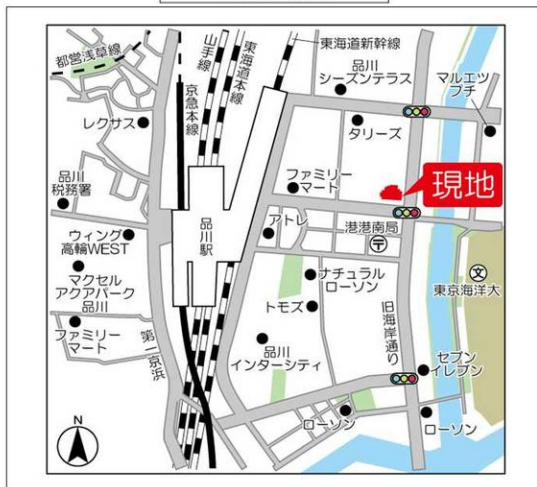 都営浅草線
山手線
東海道本線
京急本線
東海道新幹線
品川
シーズンテラス
マルエツ
プチ
レクサス
タリーズ
品川
税務署
ファミリー
マート
現地
品川駅
アトレ
港港南局
ウィング
高輪WEST
マクセル
アクアパーク
品川
ナチュラル
ローソン
文
東京海洋大
トモズ
旧海岸通り
ファミリー
マート
第一京浜
品川
インターシティ
セブン
イレブン
ローソン
ローソン
N